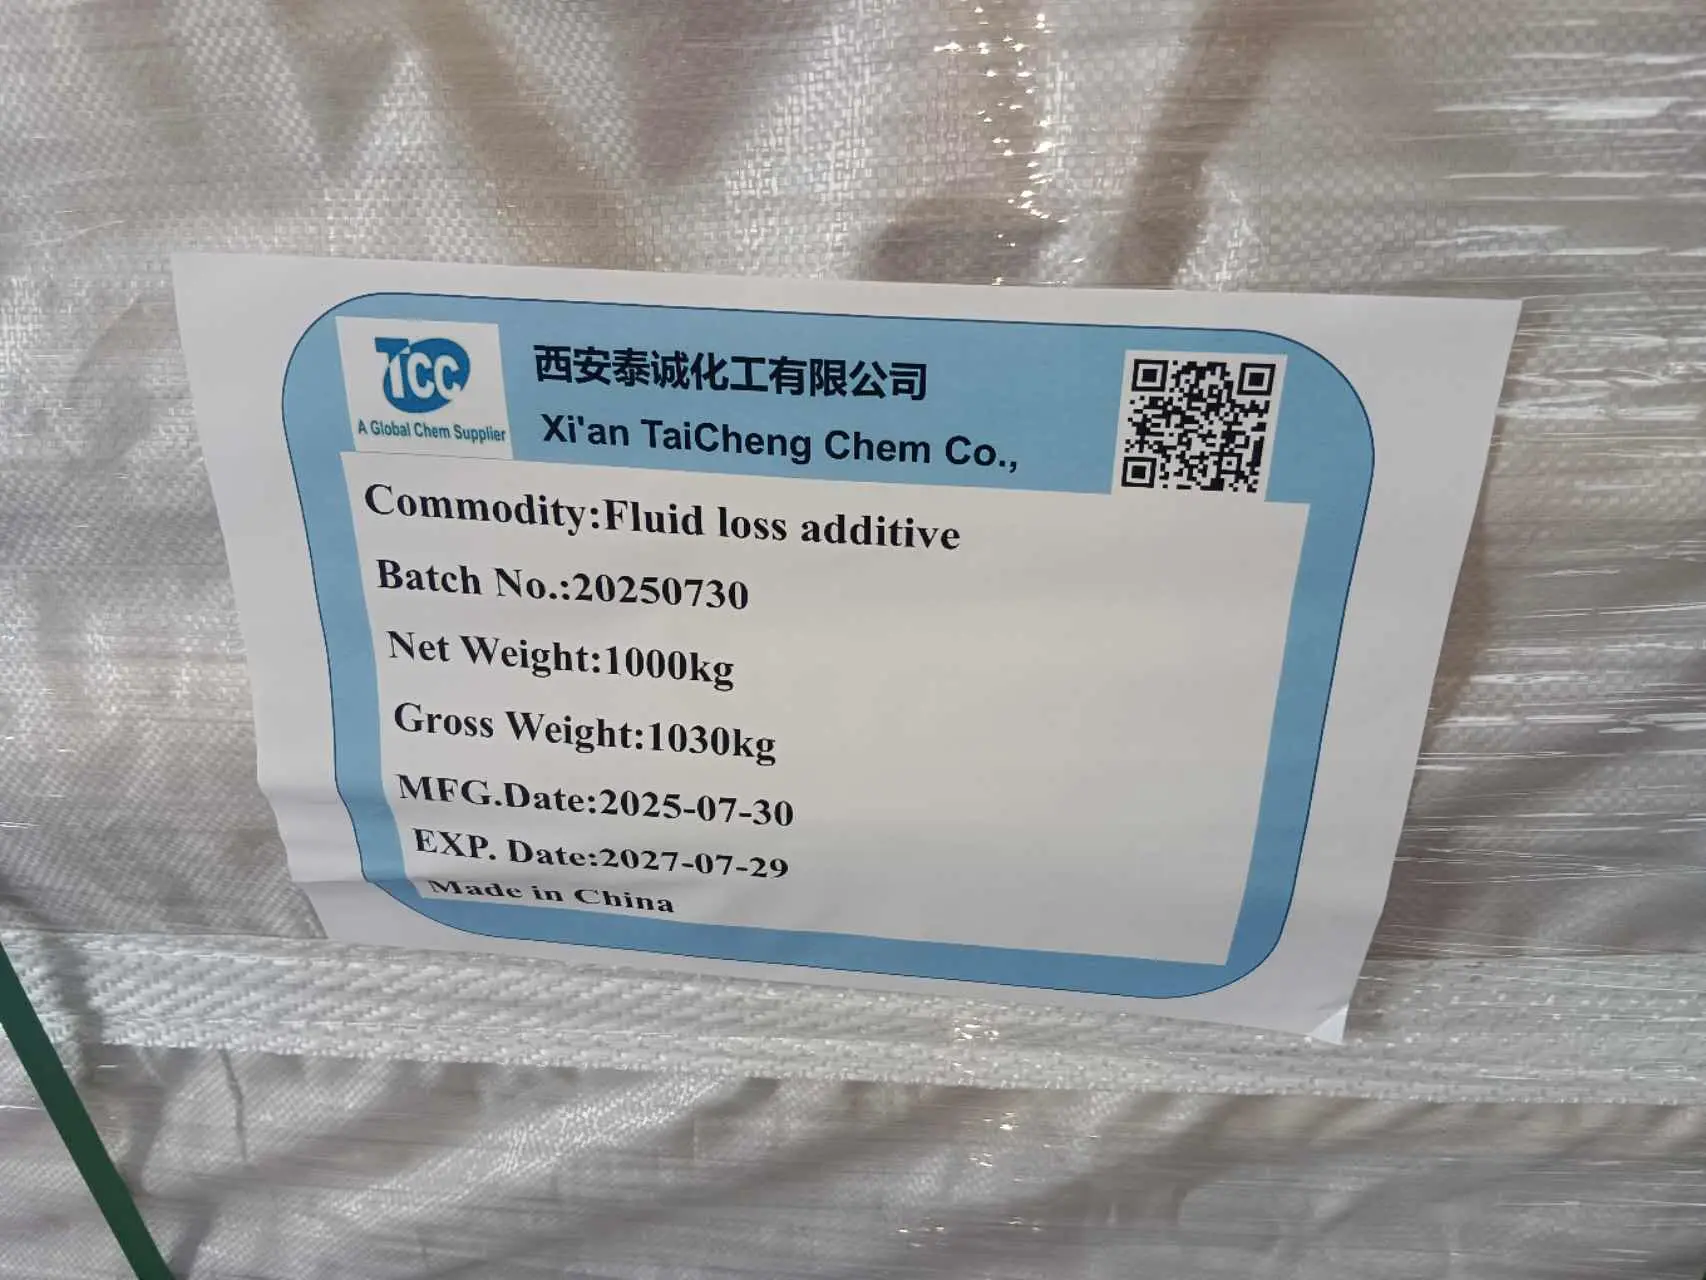 TCC
A Global Chem Supplier
西安泰诚化工有限公司
Xi'an TaiCheng Chem Co.,
Commodity:Fluid loss additive
Batch No.:20250730
Net Weight:1000kg
Gross Weight:1030kg
MFG.Date:2025-07-30
EXP. Date:2027-07-29
Made in China